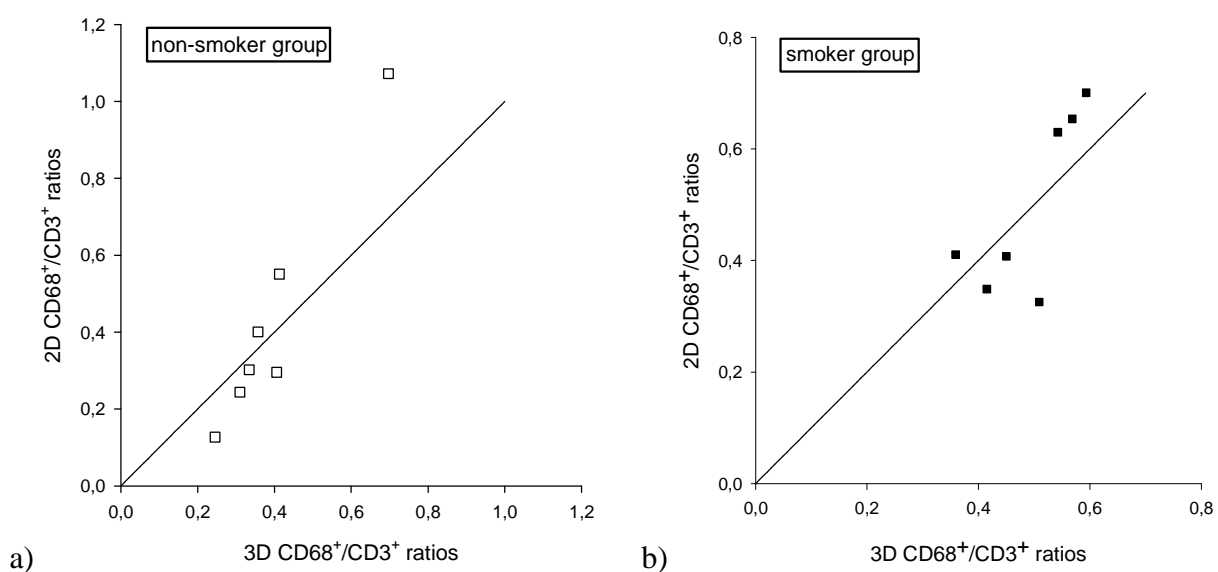 non-smoker group
1,2
1,0
0,8
0,6
0,4
0,2
0,0
2D CD68⁺/CD3⁺ ratios
0,0 0,2 0,4 0,6 0,8 1,0 1,2
3D CD68⁺/CD3⁺ ratios
a)
smoker group
0,8
0,6
0,4
0,2
0,0
2D CD68⁺/CD3⁺ ratios
0,0 0,2 0,4 0,6 0,8
3D CD68⁺/CD3⁺ ratios
b)